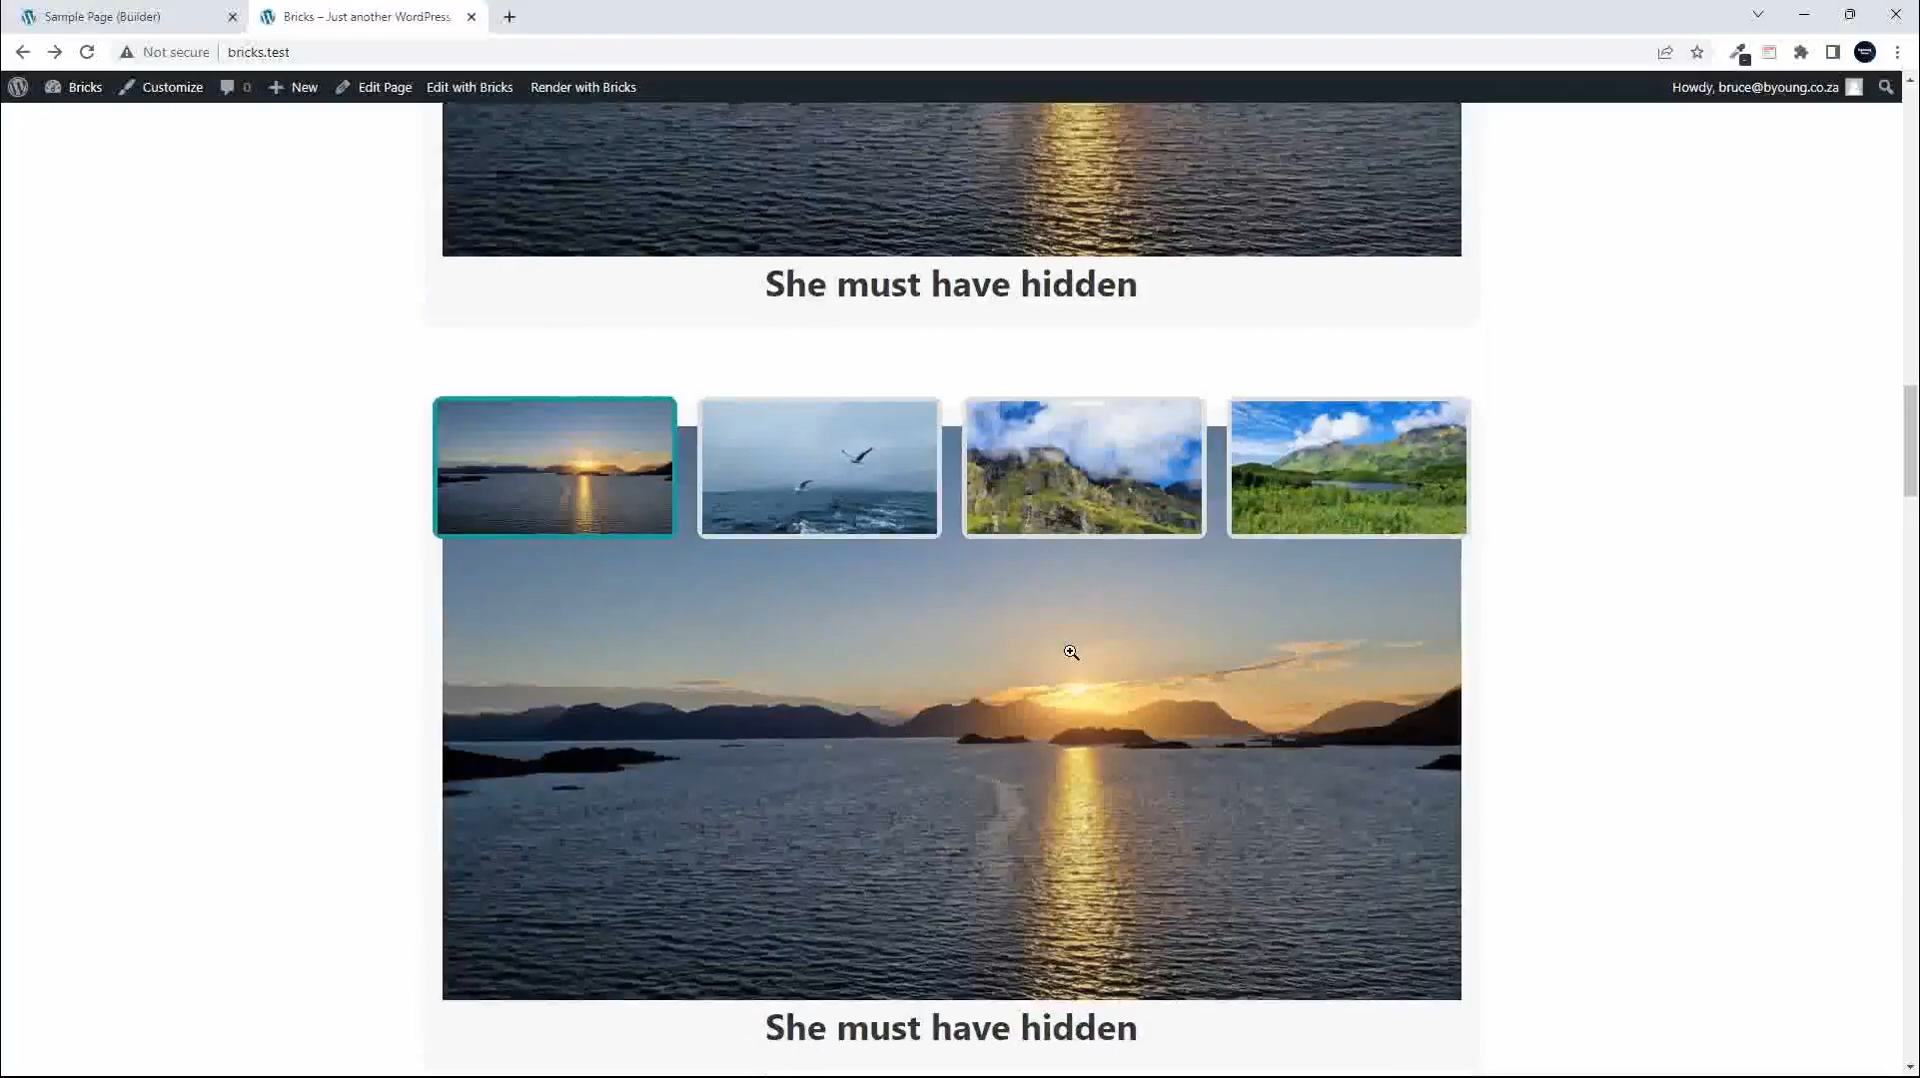 Sample Page (Builder)
Bricks – Just another WordPress
Not secure
bricks.test
Bricks
Customize
0
New
Edit Page
Edit with Bricks
Render with Bricks
Howdy, bruce@byoung.co.za
She must have hidden
She must have hidden